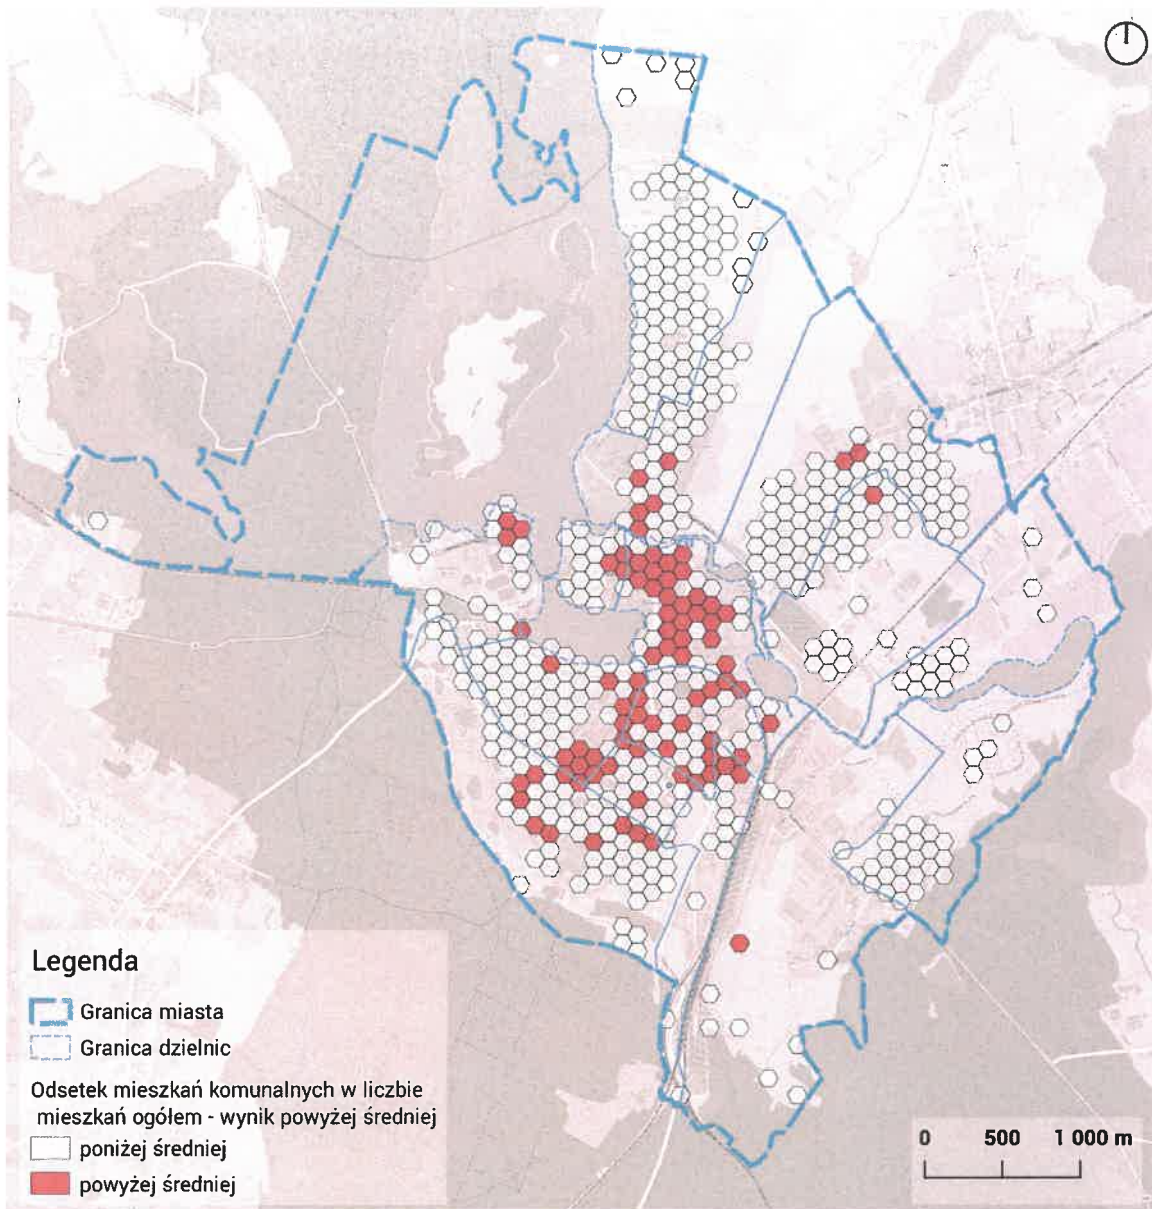 Legenda
Granica miasta
Granica dzielnic
Odsetek mieszkań komunalnych w liczbie
mieszkań ogółem - wynik powyżej średniej
poniżej średniej
powyżej średniej
0 500 1 000 m